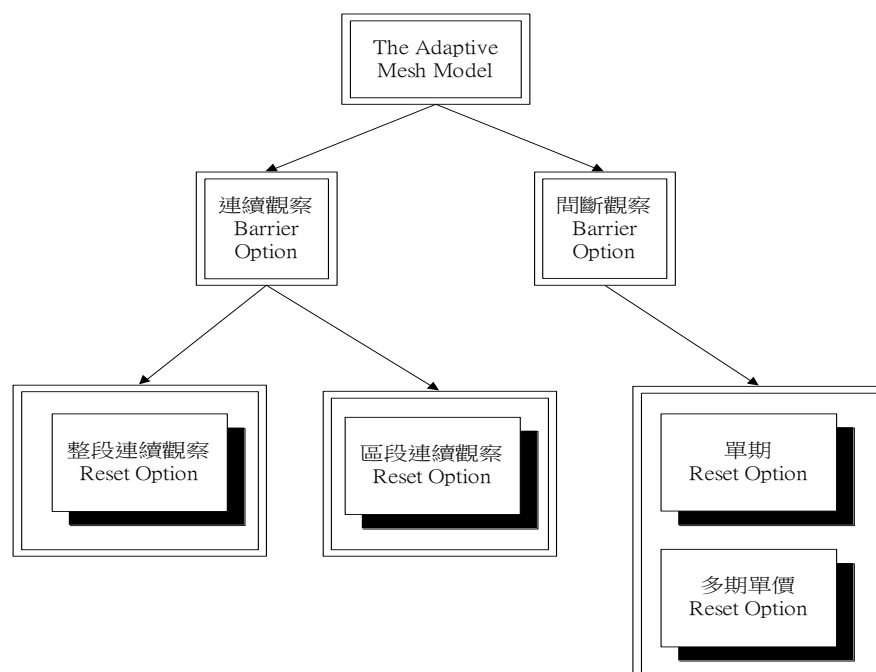 The Adaptive
Mesh Model
連續觀察
Barrier
Option
間斷觀察
Barrier
Option
整段連續觀察
Reset Option
區段連續觀察
Reset Option
單期
Reset Option
多期單價
Reset Option